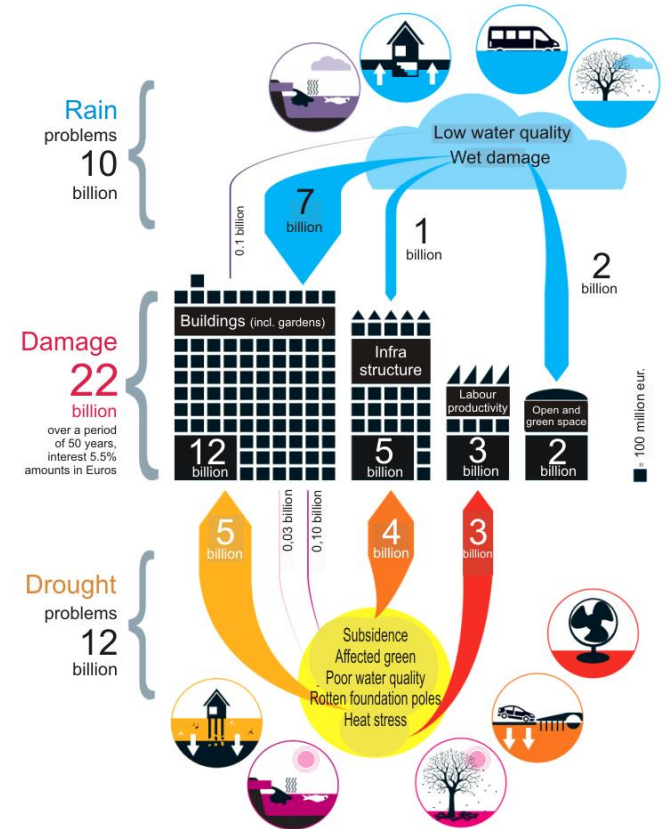 Rain
problems
10
billion
Low water quality
Wet damage
0.1 billion
7
billion
1
billion
2
billion
Damage
22
billion
over a period
of 50 years,
interest 5.5%
amounts in Euros
Buildings (incl. gardens)
12
billion
Infra
structure
5
billion
Labour
productivity
3
billion
Open and
green space
2
billion
= 100 million eur.
Drought
problems
12
billion
5
billion
0,03 billion
0,10 billion
4
billion
3
billion
Subsidence
Affected green
Poor water quality
Rotten foundation poles
Heat stress